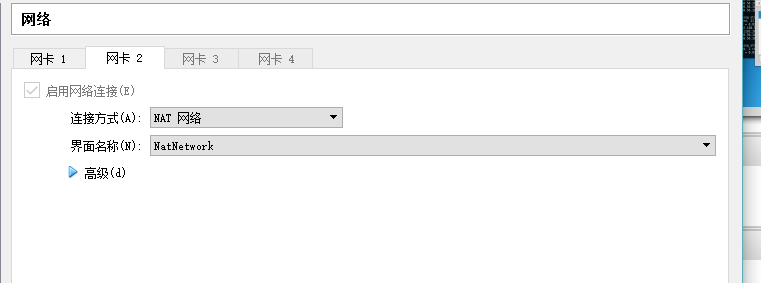 网络
网卡 1 网卡 2 网卡 3 网卡 4
启用网络连接(E)
连接方式(A): NAT 网络
界面名称(N): NatNetwork
高级(d)